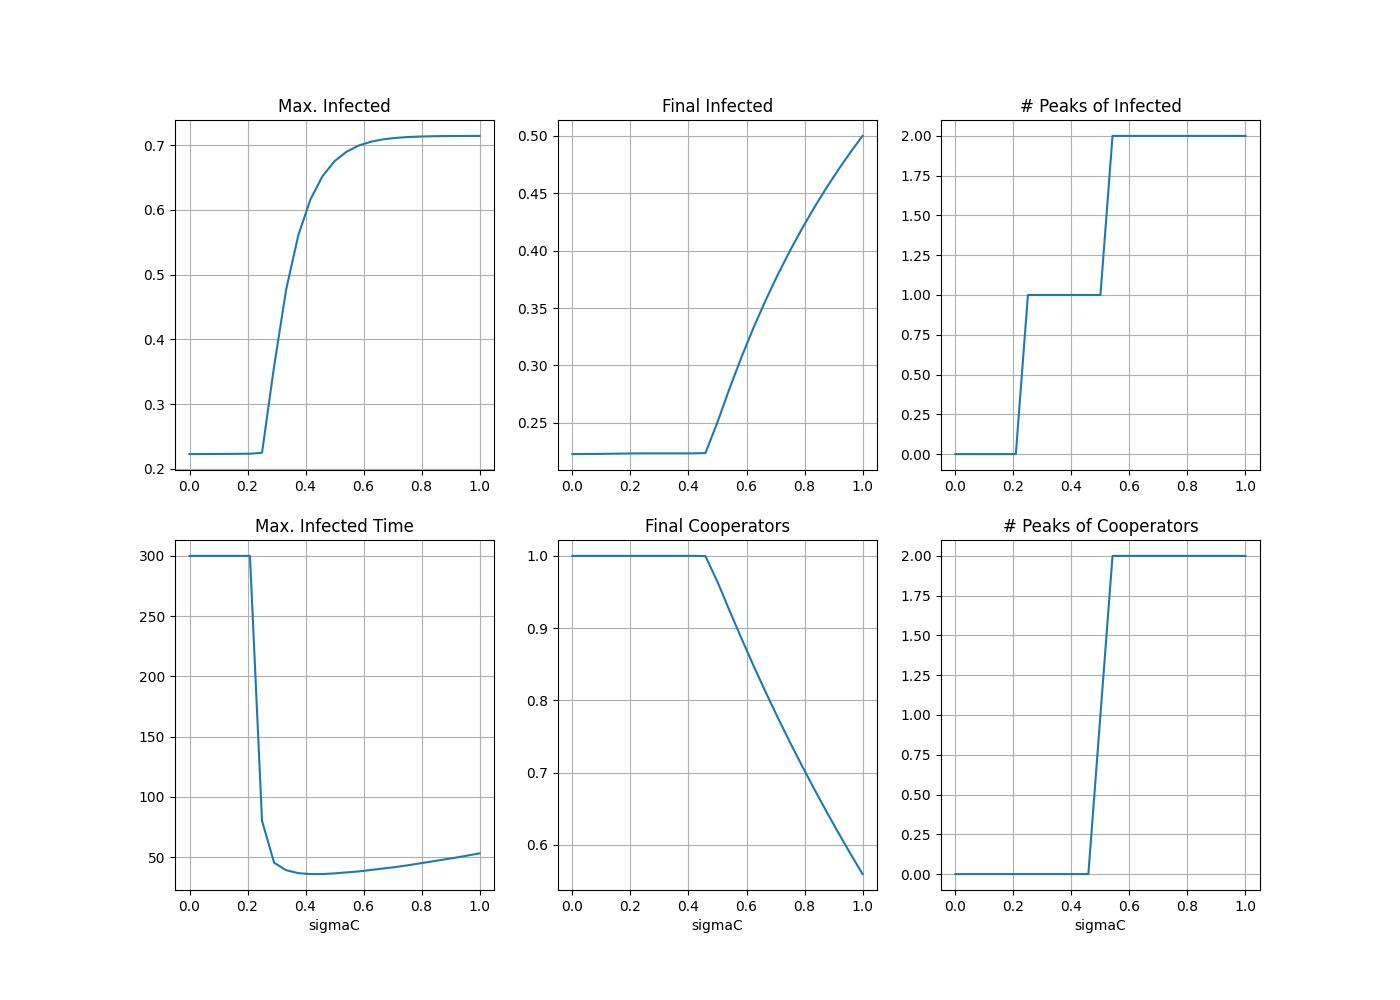 Max. Infected
0.7
0.6
0.5
0.4
0.3
0.2
0.0 0.2 0.4 0.6 0.8 1.0
Final Infected
0.50
0.45
0.40
0.35
0.30
0.25
0.0 0.2 0.4 0.6 0.8 1.0
# Peaks of Infected
2.00
1.75
1.50
1.25
1.00
0.75
0.50
0.25
0.00
0.0 0.2 0.4 0.6 0.8 1.0
Max. Infected Time
300
250
200
150
100
50
0.0 0.2 0.4 0.6 0.8 1.0
sigmaC
Final Cooperators
1.0
0.9
0.8
0.7
0.6
0.0 0.2 0.4 0.6 0.8 1.0
sigmaC
# Peaks of Cooperators
2.00
1.75
1.50
1.25
1.00
0.75
0.50
0.25
0.00
0.0 0.2 0.4 0.6 0.8 1.0
sigmaC